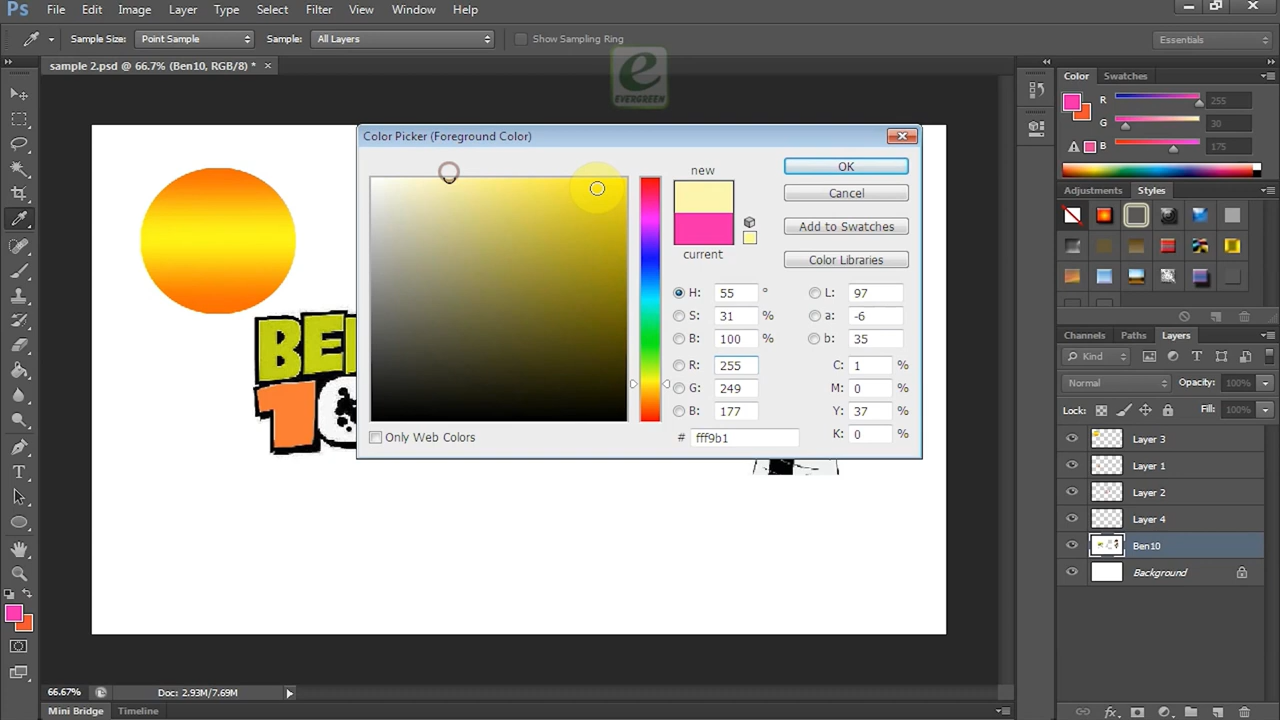 Ps File Edit Image Layer Type Select Filter View Window Help
Sample Size: Point Sample Sample: All Layers Show Sampling Ring Essentials
sample 2.psd @ 66.7% (Ben10, RGB/8) * ×
e
EVERGREEN
Color Swatches
R 255
G 30
B 175
Adjustments Styles
Color Picker (Foreground Color)
new
current
OK
Cancel
Add to Swatches
Color Libraries
H: 55 °
S: 31 %
B: 100 %
R: 255
G: 249
B: 177
# fff9b1
L: 97
a: -6
b: 35
C: 1 %
M: 0 %
Y: 37 %
K: 0 %
Only Web Colors
BE
10
Channels Paths Layers
Kind
Normal Opacity: 100%
Lock: Fill: 100%
Layer 3
Layer 1
Layer 2
Layer 4
Ben10
Background
66.67% Doc: 2.93M/7.69M
Mini Bridge Timeline